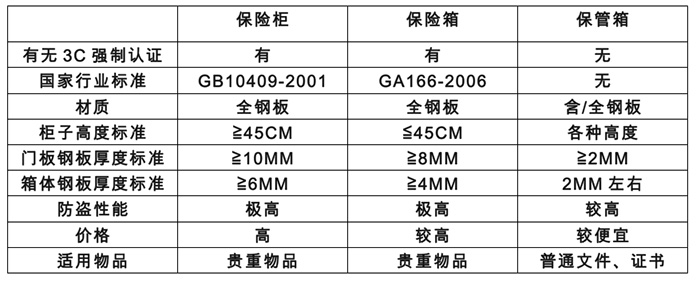 保险柜 保险箱 保管箱
有无 3C 强制认证 有 有 无
国家行业标准 GB10409-2001 GA166-2006 无
材质 全钢板 全钢板 含/全钢板
柜子高度标准 ≧45CM ≦45CM 各种高度
门板钢板厚度标准 ≧10MM ≧8MM ≧2MM
箱体钢板厚度标准 ≧6MM ≧4MM 2MM 左右
防盗性能 极高 极高 较高
价格 高 较高 较便宜
适用物品 贵重物品 贵重物品 普通文件、证书